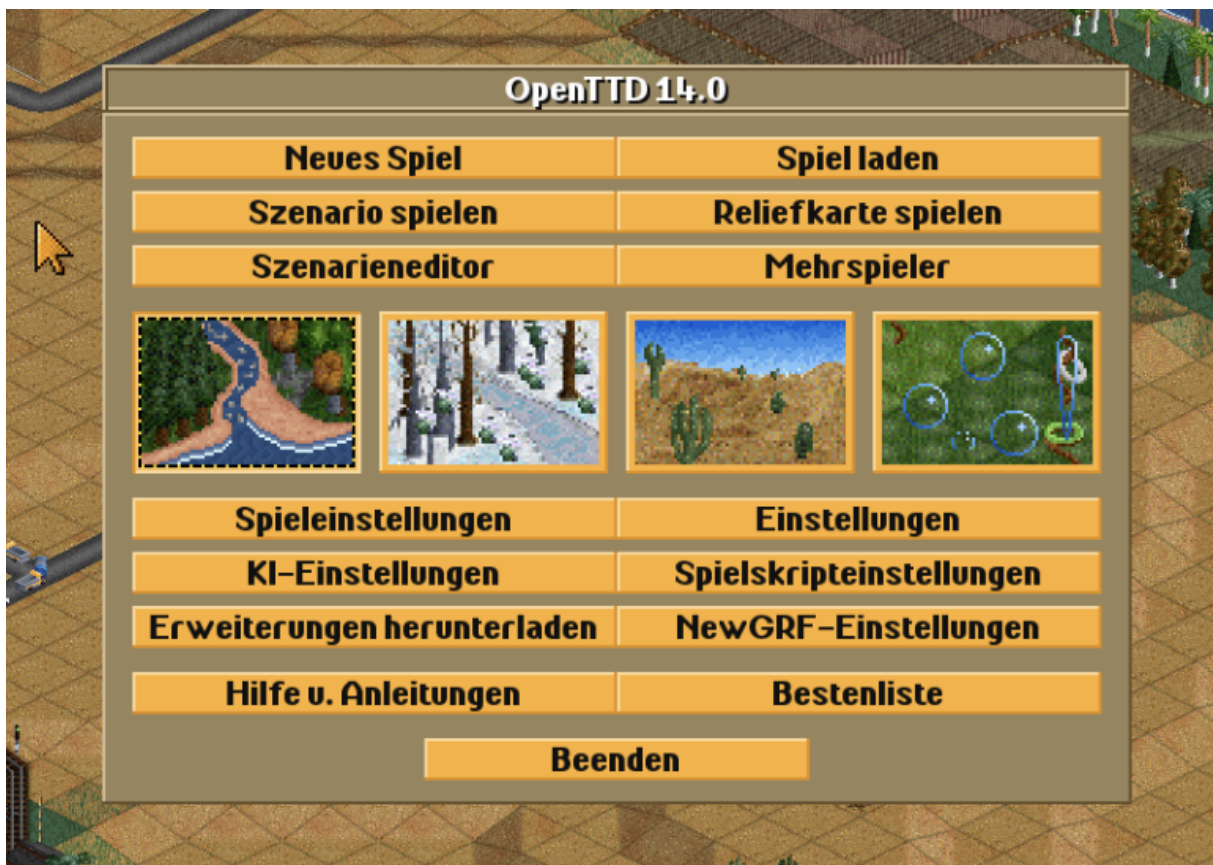 OpenTTD 14.0
Neues Spiel
Spiel laden
Szenario spielen
Reliefkarte spielen
Szenarieneditor
Mehrspieler
Spieleinstellungen
Einstellungen
KI-Einstellungen
Spielskripteinstellungen
Erweiterungen herunterladen
NewGRF-Einstellungen
Hilfe u. Anleitungen
Bestenliste
Beenden